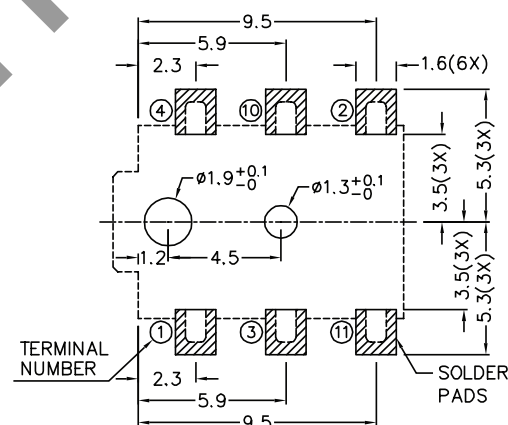 9.5
5.9
2.3
1.6(6X)
4
10
2
3.5(3X)
5.3(3X)
ø1.9+0.1 -0
ø1.3+0.1 -0
1.2
4.5
3.5(3X)
5.3(3X)
1
3
11
TERMINAL
NUMBER
2.3
SOLDER
PADS
5.9
9.5